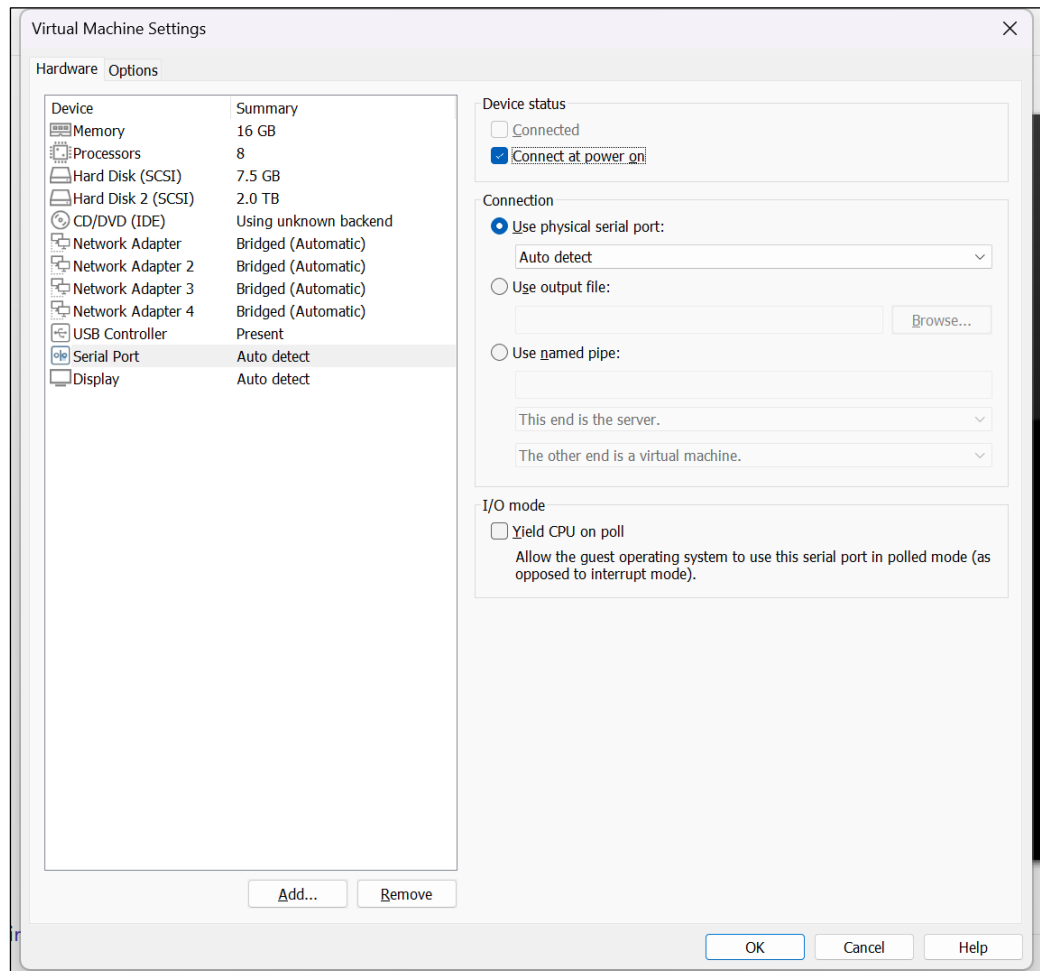 Virtual Machine Settings
Hardware Options
Device Summary
Memory 16 GB
Processors 8
Hard Disk (SCSI) 7.5 GB
Hard Disk 2 (SCSI) 2.0 TB
CD/DVD (IDE) Using unknown backend
Network Adapter Bridged (Automatic)
Network Adapter 2 Bridged (Automatic)
Network Adapter 3 Bridged (Automatic)
Network Adapter 4 Bridged (Automatic)
USB Controller Present
Serial Port Auto detect
Display Auto detect
Add... Remove
Device status
Connected
Connect at power on
Connection
Use physical serial port:
Auto detect
Use output file:
Browse...
Use named pipe:
This end is the server.
The other end is a virtual machine.
I/O mode
Yield CPU on poll
Allow the guest operating system to use this serial port in polled mode (as
opposed to interrupt mode).
OK Cancel Help